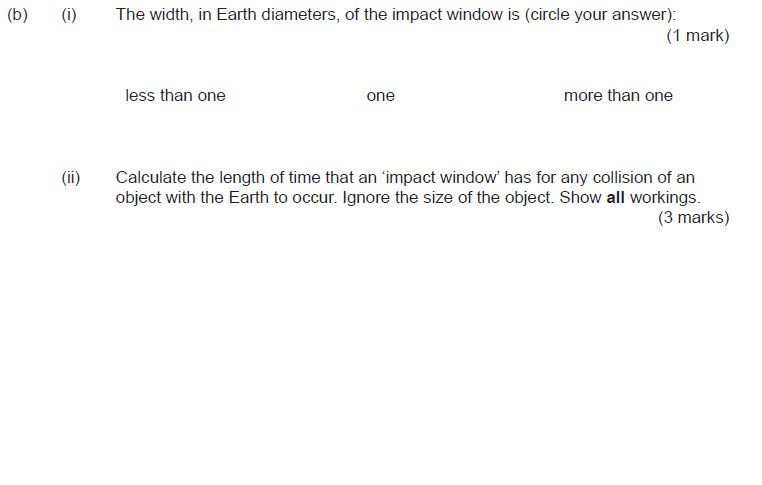 (b) (i) The width, in Earth diameters, of the impact window is (circle your answer):
(1 mark)
less than one one more than one
(ii) Calculate the length of time that an ‘impact window’ has for any collision of an
object with the Earth to occur. Ignore the size of the object. Show all workings.
(3 marks)